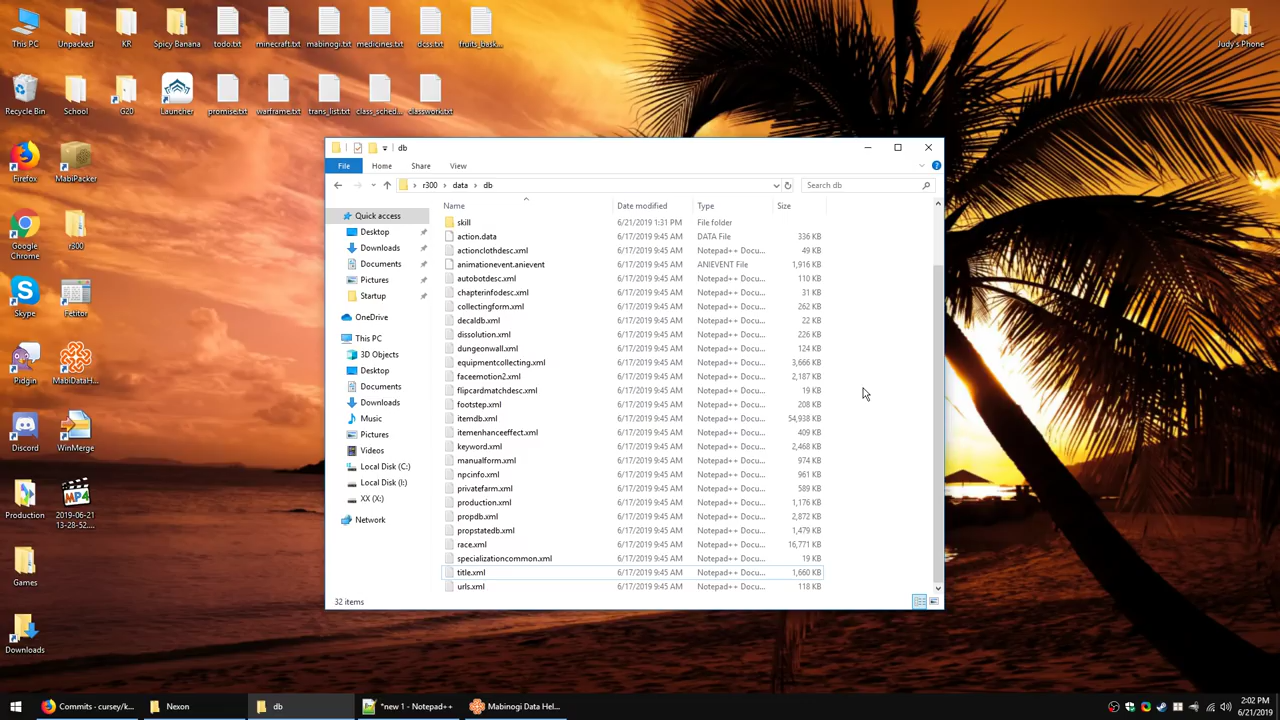 This PC
Unpacked
KR
Spicy Banana
todo.txt
minecraft.txt
mabinogi.txt
medicines.txt
dcss.txt
fruits_bask...
Judy's Phone
Recycle Bin
School
G20
Launcher
promise.txt
warframe.txt
trans_list.txt
class_sched...
classwork.txt
Firefox
MabiPacker
Google Chrome
r300
Skype
Fetitor
Pidgin
MabiDataH...
Discord
WinMerge
Production
2019-06-21 13-28-52....
Games
Downloads
db
File Home Share View
r300 > data > db
Search db
Quick access
Desktop
Downloads
Documents
Pictures
Startup
OneDrive
This PC
3D Objects
Desktop
Documents
Downloads
Music
Pictures
Videos
Local Disk (C:)
Local Disk (I:)
XX (X:)
Network
Name Date modified Type Size
skill 6/21/2019 1:31 PM File folder
action.data 6/17/2019 9:45 AM DATA File 336 KB
actionclothdesc.xml 6/17/2019 9:45 AM Notepad++ Docu... 49 KB
animationevent.anievent 6/17/2019 9:45 AM ANIEVENT File 1,916 KB
autobotdesc.xml 6/17/2019 9:45 AM Notepad++ Docu... 110 KB
chapterinfodesc.xml 6/17/2019 9:45 AM Notepad++ Docu... 31 KB
collectingform.xml 6/17/2019 9:45 AM Notepad++ Docu... 262 KB
decaldb.xml 6/17/2019 9:45 AM Notepad++ Docu... 22 KB
dissolution.xml 6/17/2019 9:45 AM Notepad++ Docu... 226 KB
dungeonwall.xml 6/17/2019 9:45 AM Notepad++ Docu... 124 KB
equipmentcollecting.xml 6/17/2019 9:45 AM Notepad++ Docu... 3,666 KB
faceemotion2.xml 6/17/2019 9:45 AM Notepad++ Docu... 2,187 KB
flipcardmatchdesc.xml 6/17/2019 9:45 AM Notepad++ Docu... 19 KB
footstep.xml 6/17/2019 9:45 AM Notepad++ Docu... 208 KB
itemdb.xml 6/17/2019 9:45 AM Notepad++ Docu... 54,938 KB
itemenhanceeffect.xml 6/17/2019 9:45 AM Notepad++ Docu... 409 KB
keyword.xml 6/17/2019 9:45 AM Notepad++ Docu... 2,468 KB
manualform.xml 6/17/2019 9:45 AM Notepad++ Docu... 974 KB
npcinfo.xml 6/17/2019 9:45 AM Notepad++ Docu... 961 KB
privatefarm.xml 6/17/2019 9:45 AM Notepad++ Docu... 589 KB
production.xml 6/17/2019 9:45 AM Notepad++ Docu... 1,176 KB
propdb.xml 6/17/2019 9:45 AM Notepad++ Docu... 2,872 KB
propstatedb.xml 6/17/2019 9:45 AM Notepad++ Docu... 1,479 KB
race.xml 6/17/2019 9:45 AM Notepad++ Docu... 16,771 KB
specializationcommon.xml 6/17/2019 9:45 AM Notepad++ Docu... 19 KB
title.xml 6/17/2019 9:45 AM Notepad++ Docu... 1,660 KB
urls.xml 6/17/2019 9:45 AM Notepad++ Docu... 118 KB
32 items
Commits - cursey/k...
Nexon
db
*new 1 - Notepad++
Mabinogi Data Hel...
2:02 PM
6/21/2019